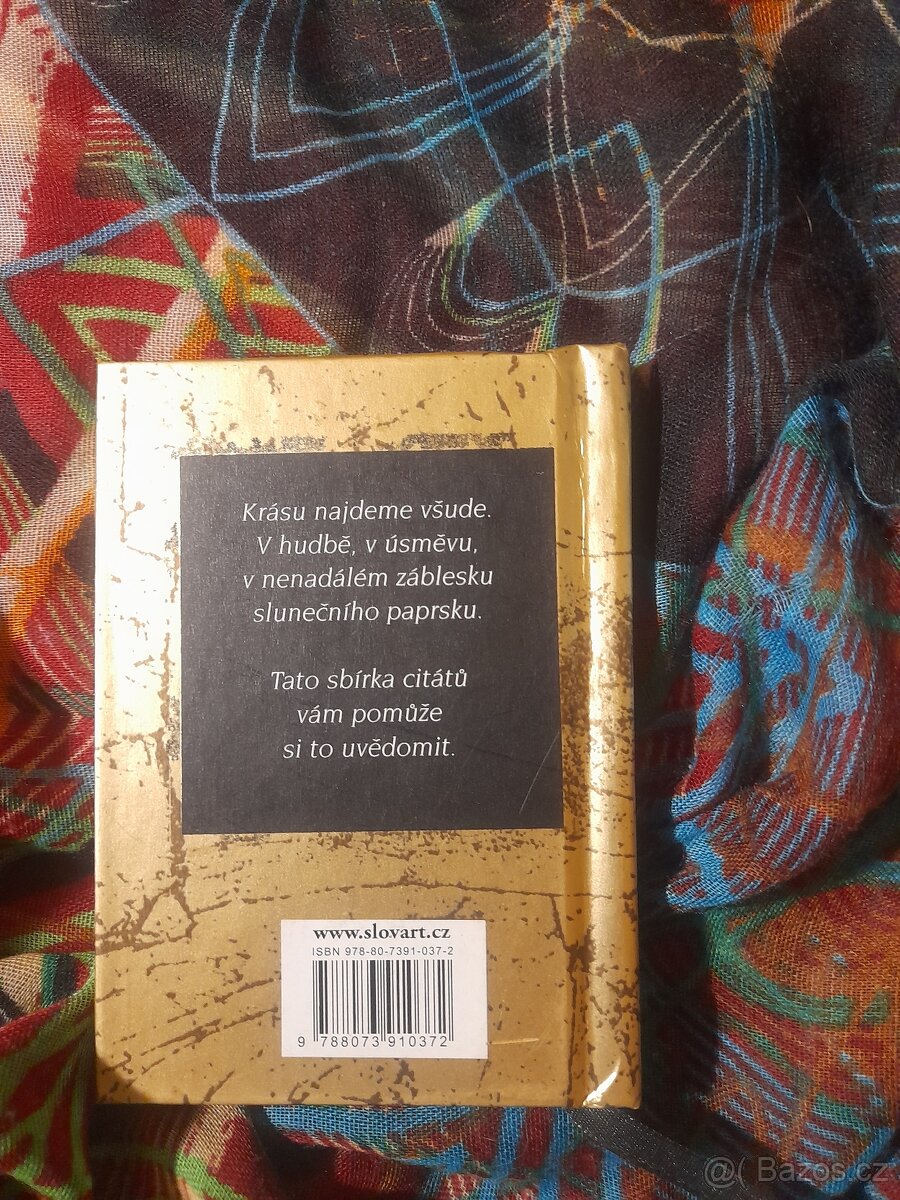 Krásu najdeme všude.
V hudbě, v úsměvu,
v nenadálém záblesku
slunečního paprsku.
Tato sbírka citátů
vám pomůže
si to uvědomit.
www.slovart.cz
ISBN 978-80-7391-037-2
9 788073 910372
@( Bazos.cz